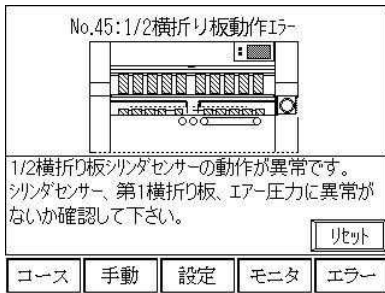 No.45:1/2横折り板動作エラー
1/2横折り板シリンダセンサーの動作が異常です。
シリンダセンサー、第1横折り板、エアー圧力に異常が
ないか確認して下さい。
リセット
コース 手動 設定 モニタ エラー